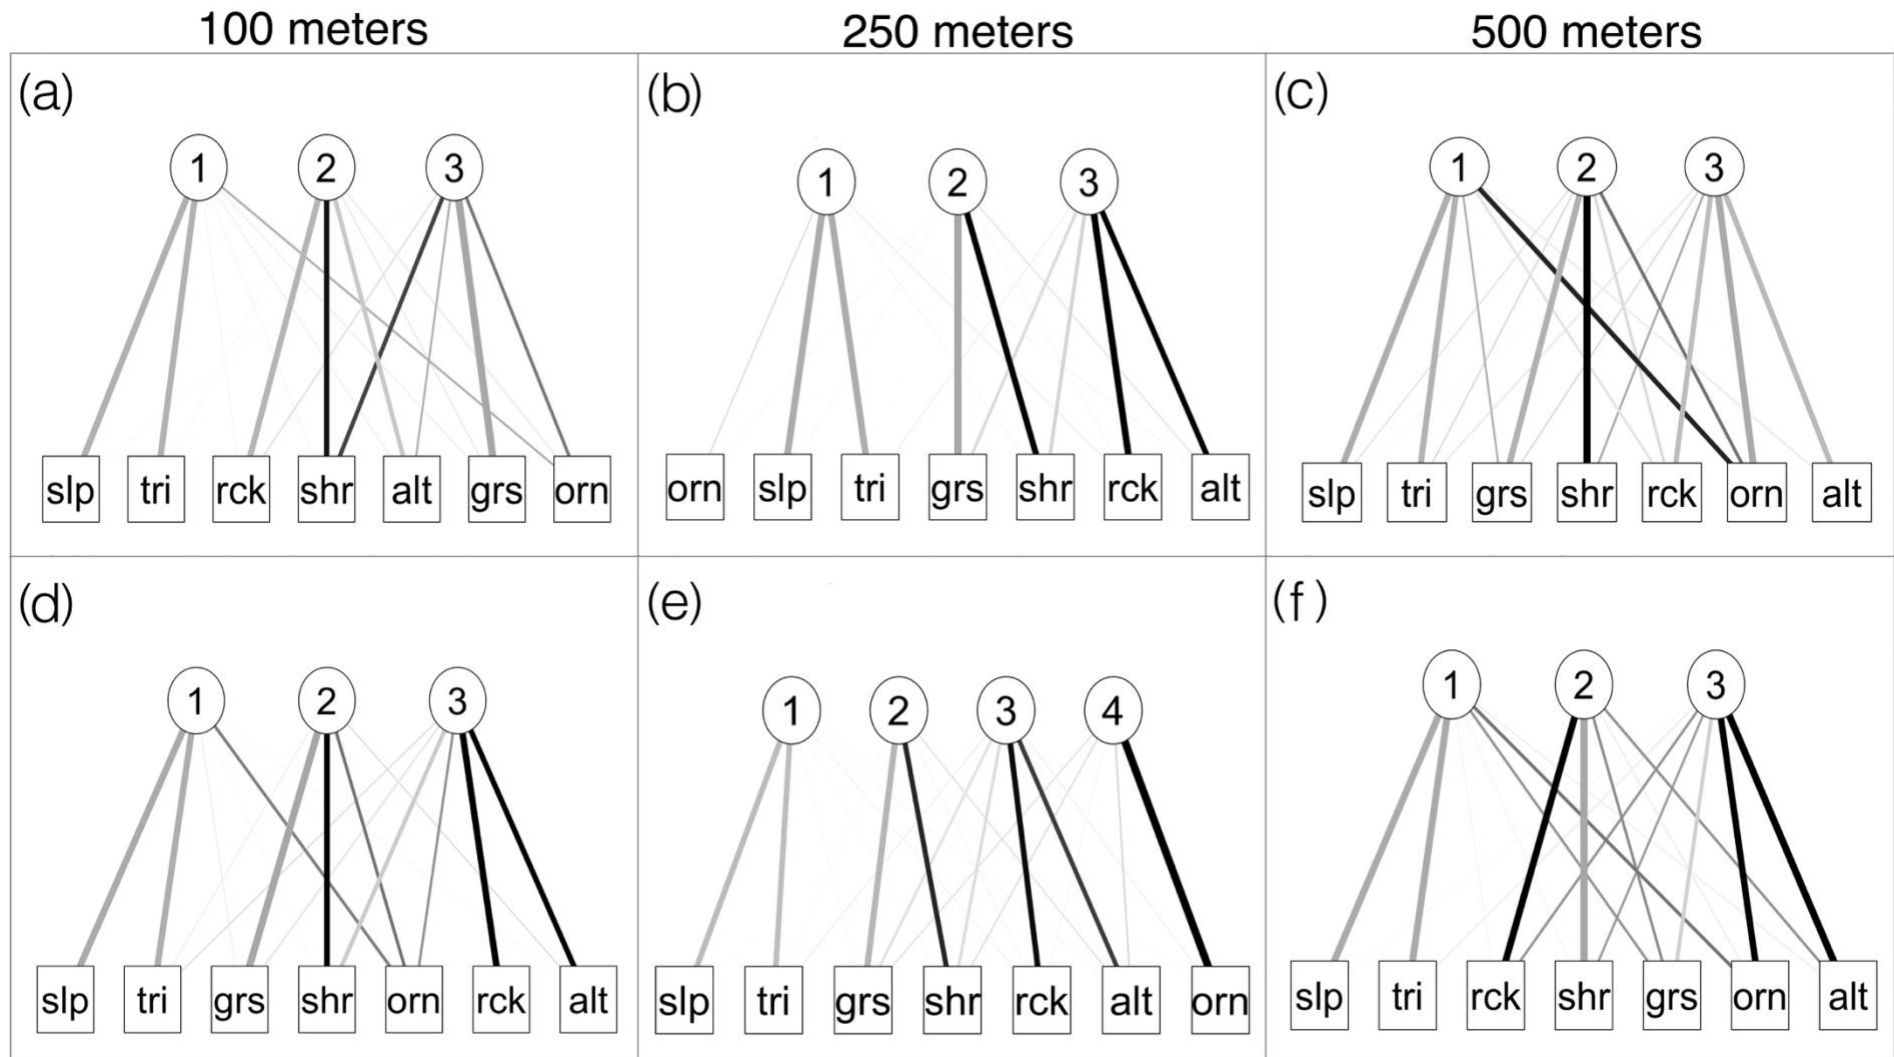 100 meters 250 meters 500 meters
(a) (b) (c)
1 2 3 1 2 3 1 2 3
slp tri rck shr alt grs orn orn slp tri grs shr rck alt slp tri grs shr rck orn alt
(d) (e) (f)
1 2 3 1 2 3 4 1 2 3
slp tri grs shr orn rck alt slp tri grs shr rck alt orn slp tri rck shr grs orn alt